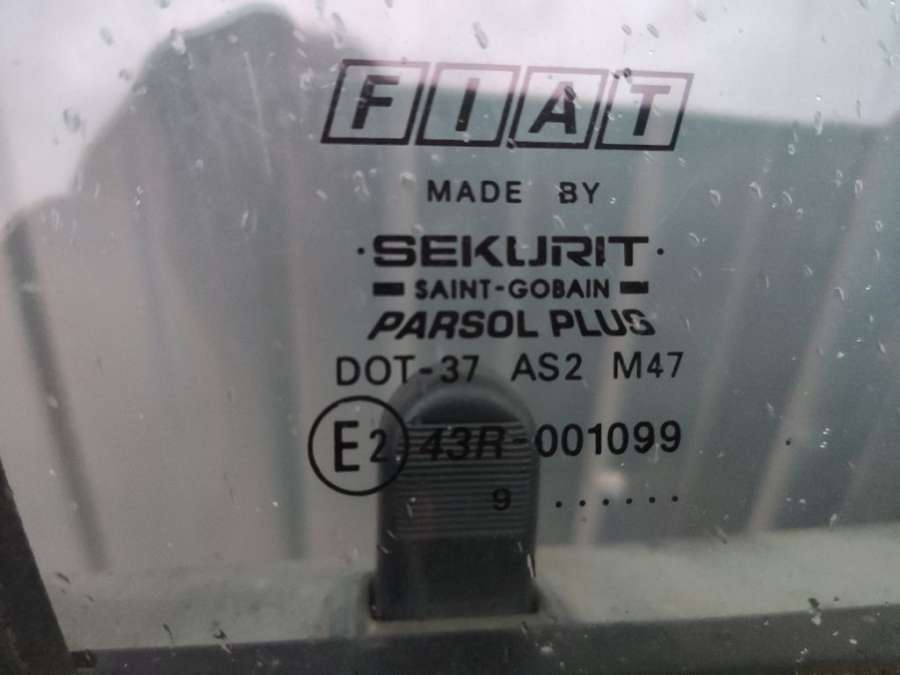 FIAT
MADE BY
·SEKURIT·
SAINT-GOBAIN
PARSOL PLUS
DOT-37 AS2 M47
E2 43R-001099
9 ......